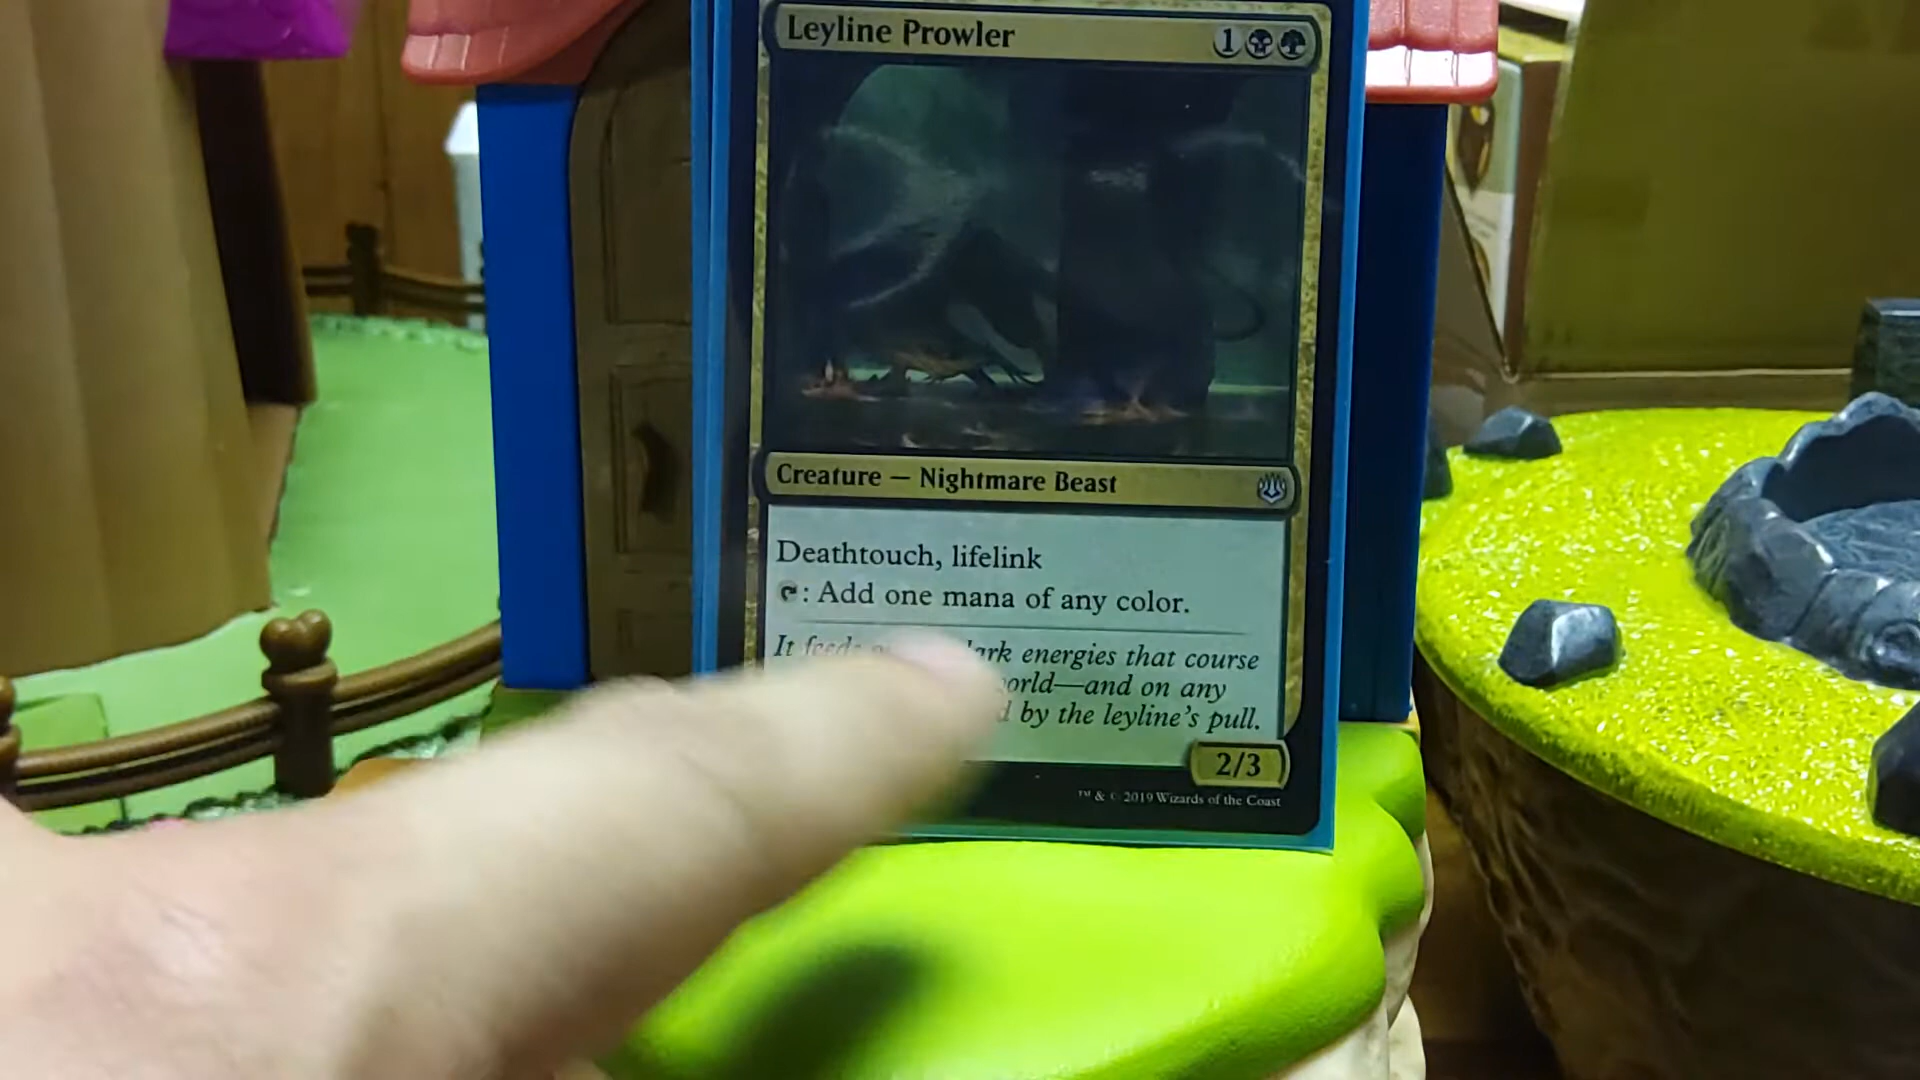 Leyline Prowler 1
Creature — Nightmare Beast
Deathtouch, lifelink
: Add one mana of any color.
It feeds dark energies that course
world—and on any
by the leyline's pull.
2/3
™ & © 2019 Wizards of the Coast